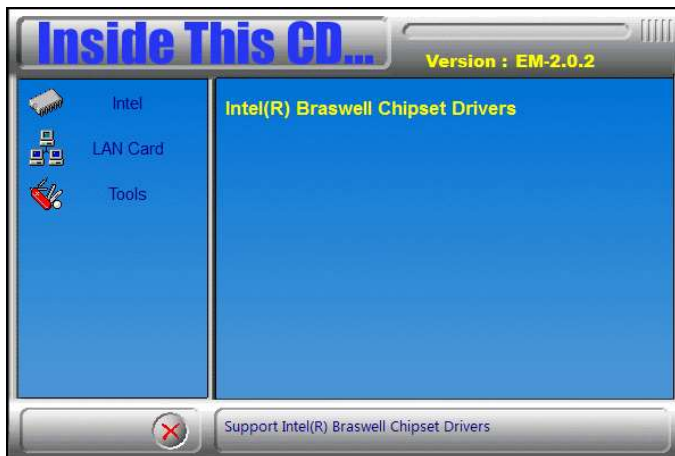 Inside This CD...
Version : EM-2.0.2
Intel
LAN Card
Tools
Intel(R) Braswell Chipset Drivers
Support Intel(R) Braswell Chipset Drivers